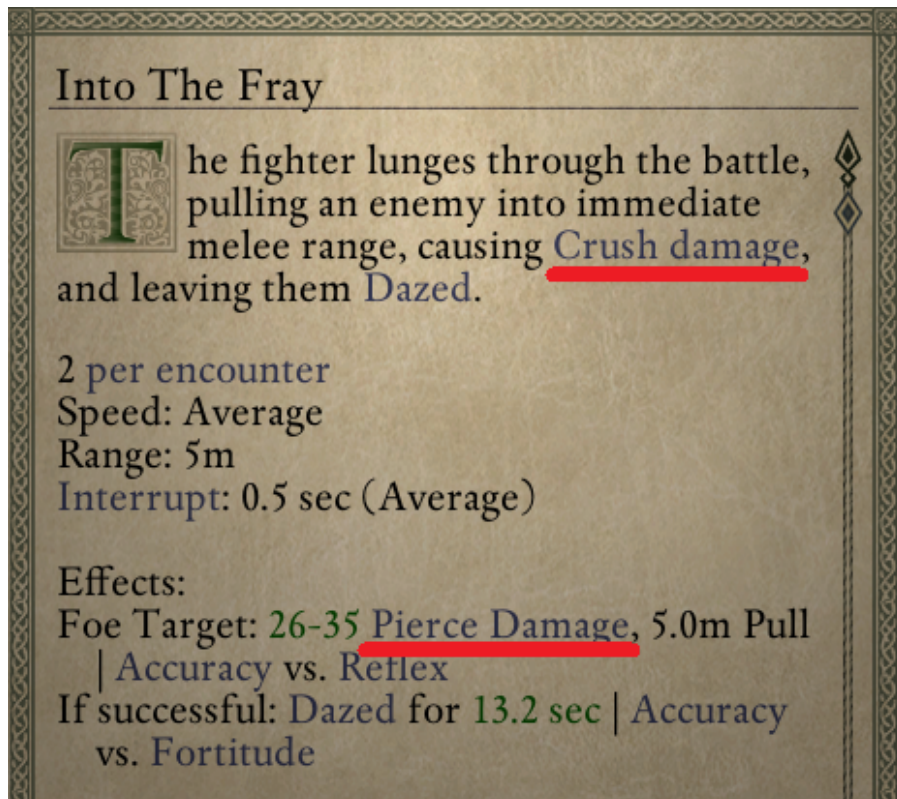 Into The Fray
The fighter lunges through the battle,
pulling an enemy into immediate
melee range, causing Crush damage,
and leaving them Dazed.
2 per encounter
Speed: Average
Range: 5m
Interrupt: 0.5 sec (Average)
Effects:
Foe Target: 26-35 Pierce Damage, 5.0m Pull
| Accuracy vs. Reflex
If successful: Dazed for 13.2 sec | Accuracy
vs. Fortitude